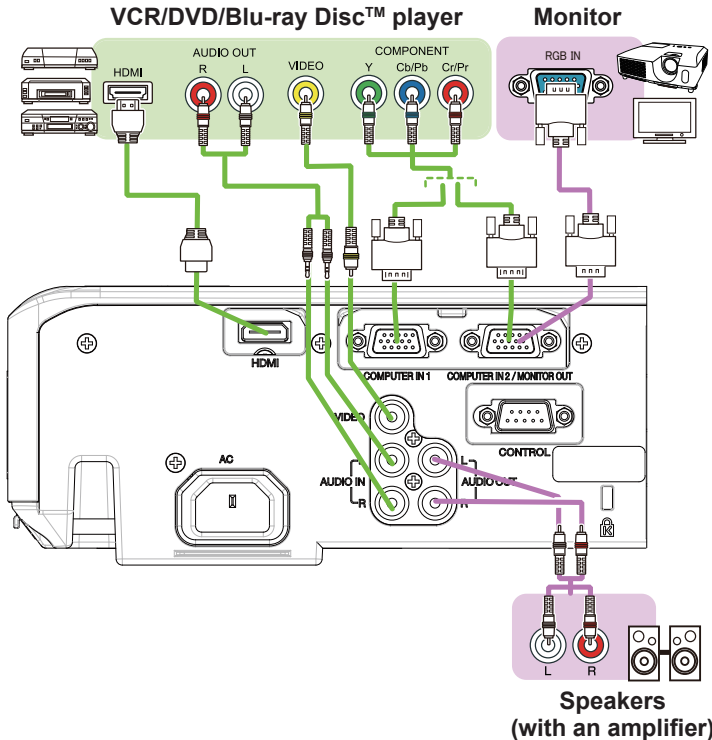 VCR/DVD/Blu-ray Disc™ player
Monitor
HDMI
AUDIO OUT
R L
VIDEO
COMPONENT
Y Cb/Pb Cr/Pr
RGB IN
HDMI
COMPUTER IN 1
COMPUTER IN 2 / MONITOR OUT
VIDEO
CONTROL
AC
L
AUDIO IN
R
L
AUDIO OUT
R
K
L R
Speakers
(with an amplifier)